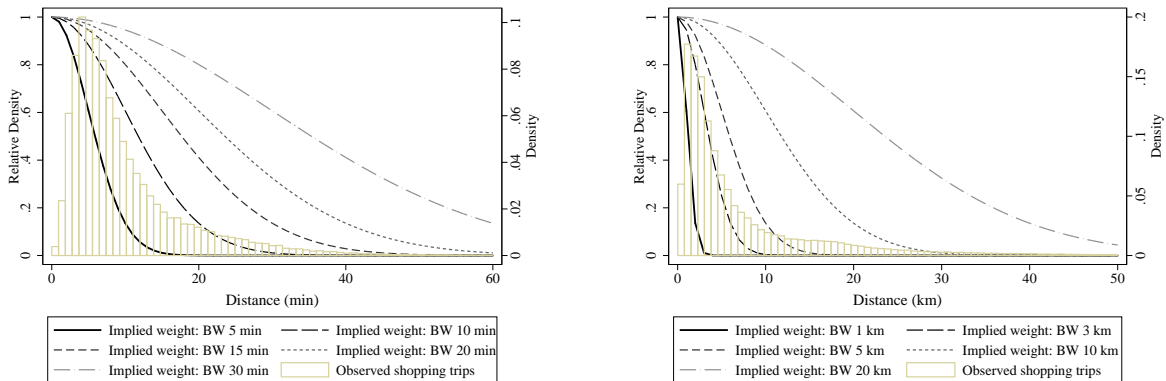 Relative Density
0 .2 .4 .6 .8 1
0 .02 .04 .06 .08 .1
Density
0 20 40 60
Distance (min)
Implied weight: BW 5 min Implied weight: BW 10 min
Implied weight: BW 15 min Implied weight: BW 20 min
Implied weight: BW 30 min Observed shopping trips
Relative Density
0 .2 .4 .6 .8 1
0 .05 .1 .15 .2
Density
0 10 20 30 40 50
Distance (km)
Implied weight: BW 1 km Implied weight: BW 3 km
Implied weight: BW 5 km Implied weight: BW 10 km
Implied weight: BW 20 km Observed shopping trips